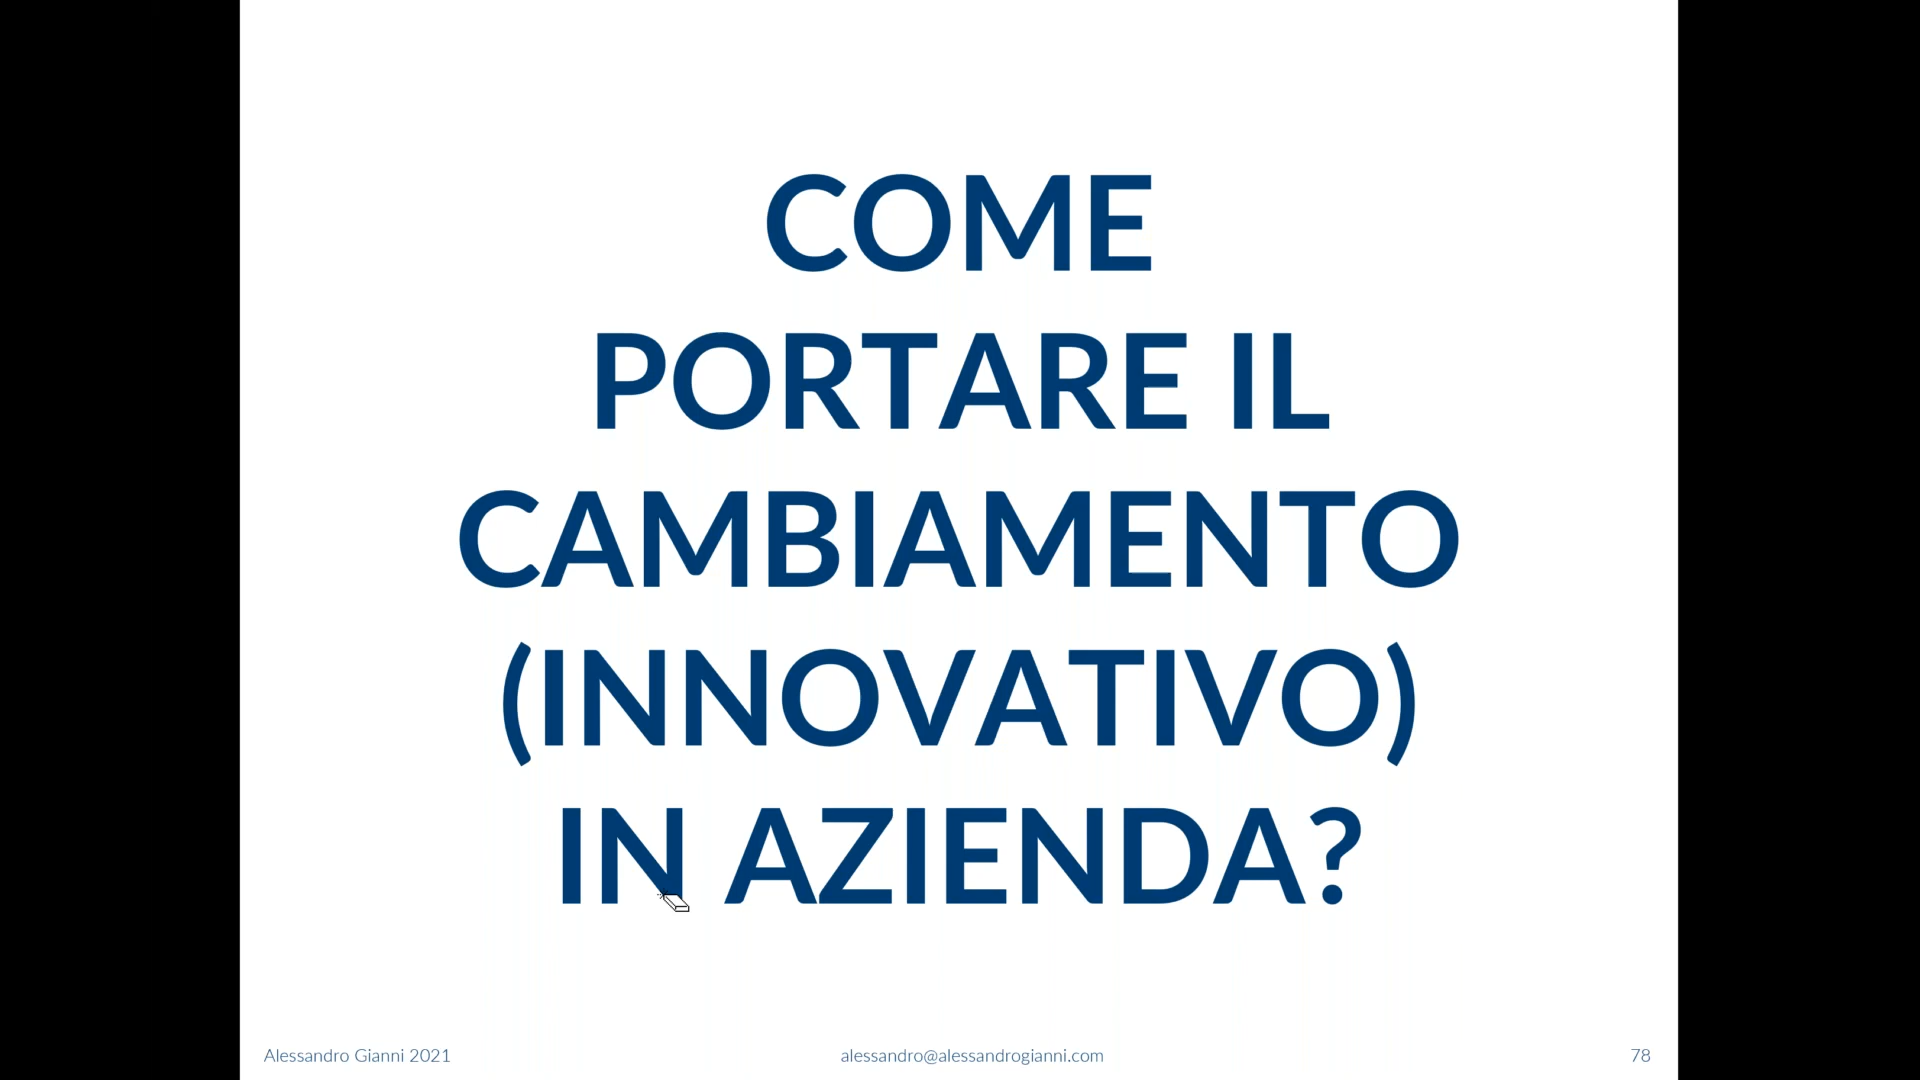 COME
PORTARE IL
CAMBIAMENTO
(INNOVATIVO)
IN AZIENDA?
Alessandro Gianni 2021
alessandro@alessandrogianni.com
78